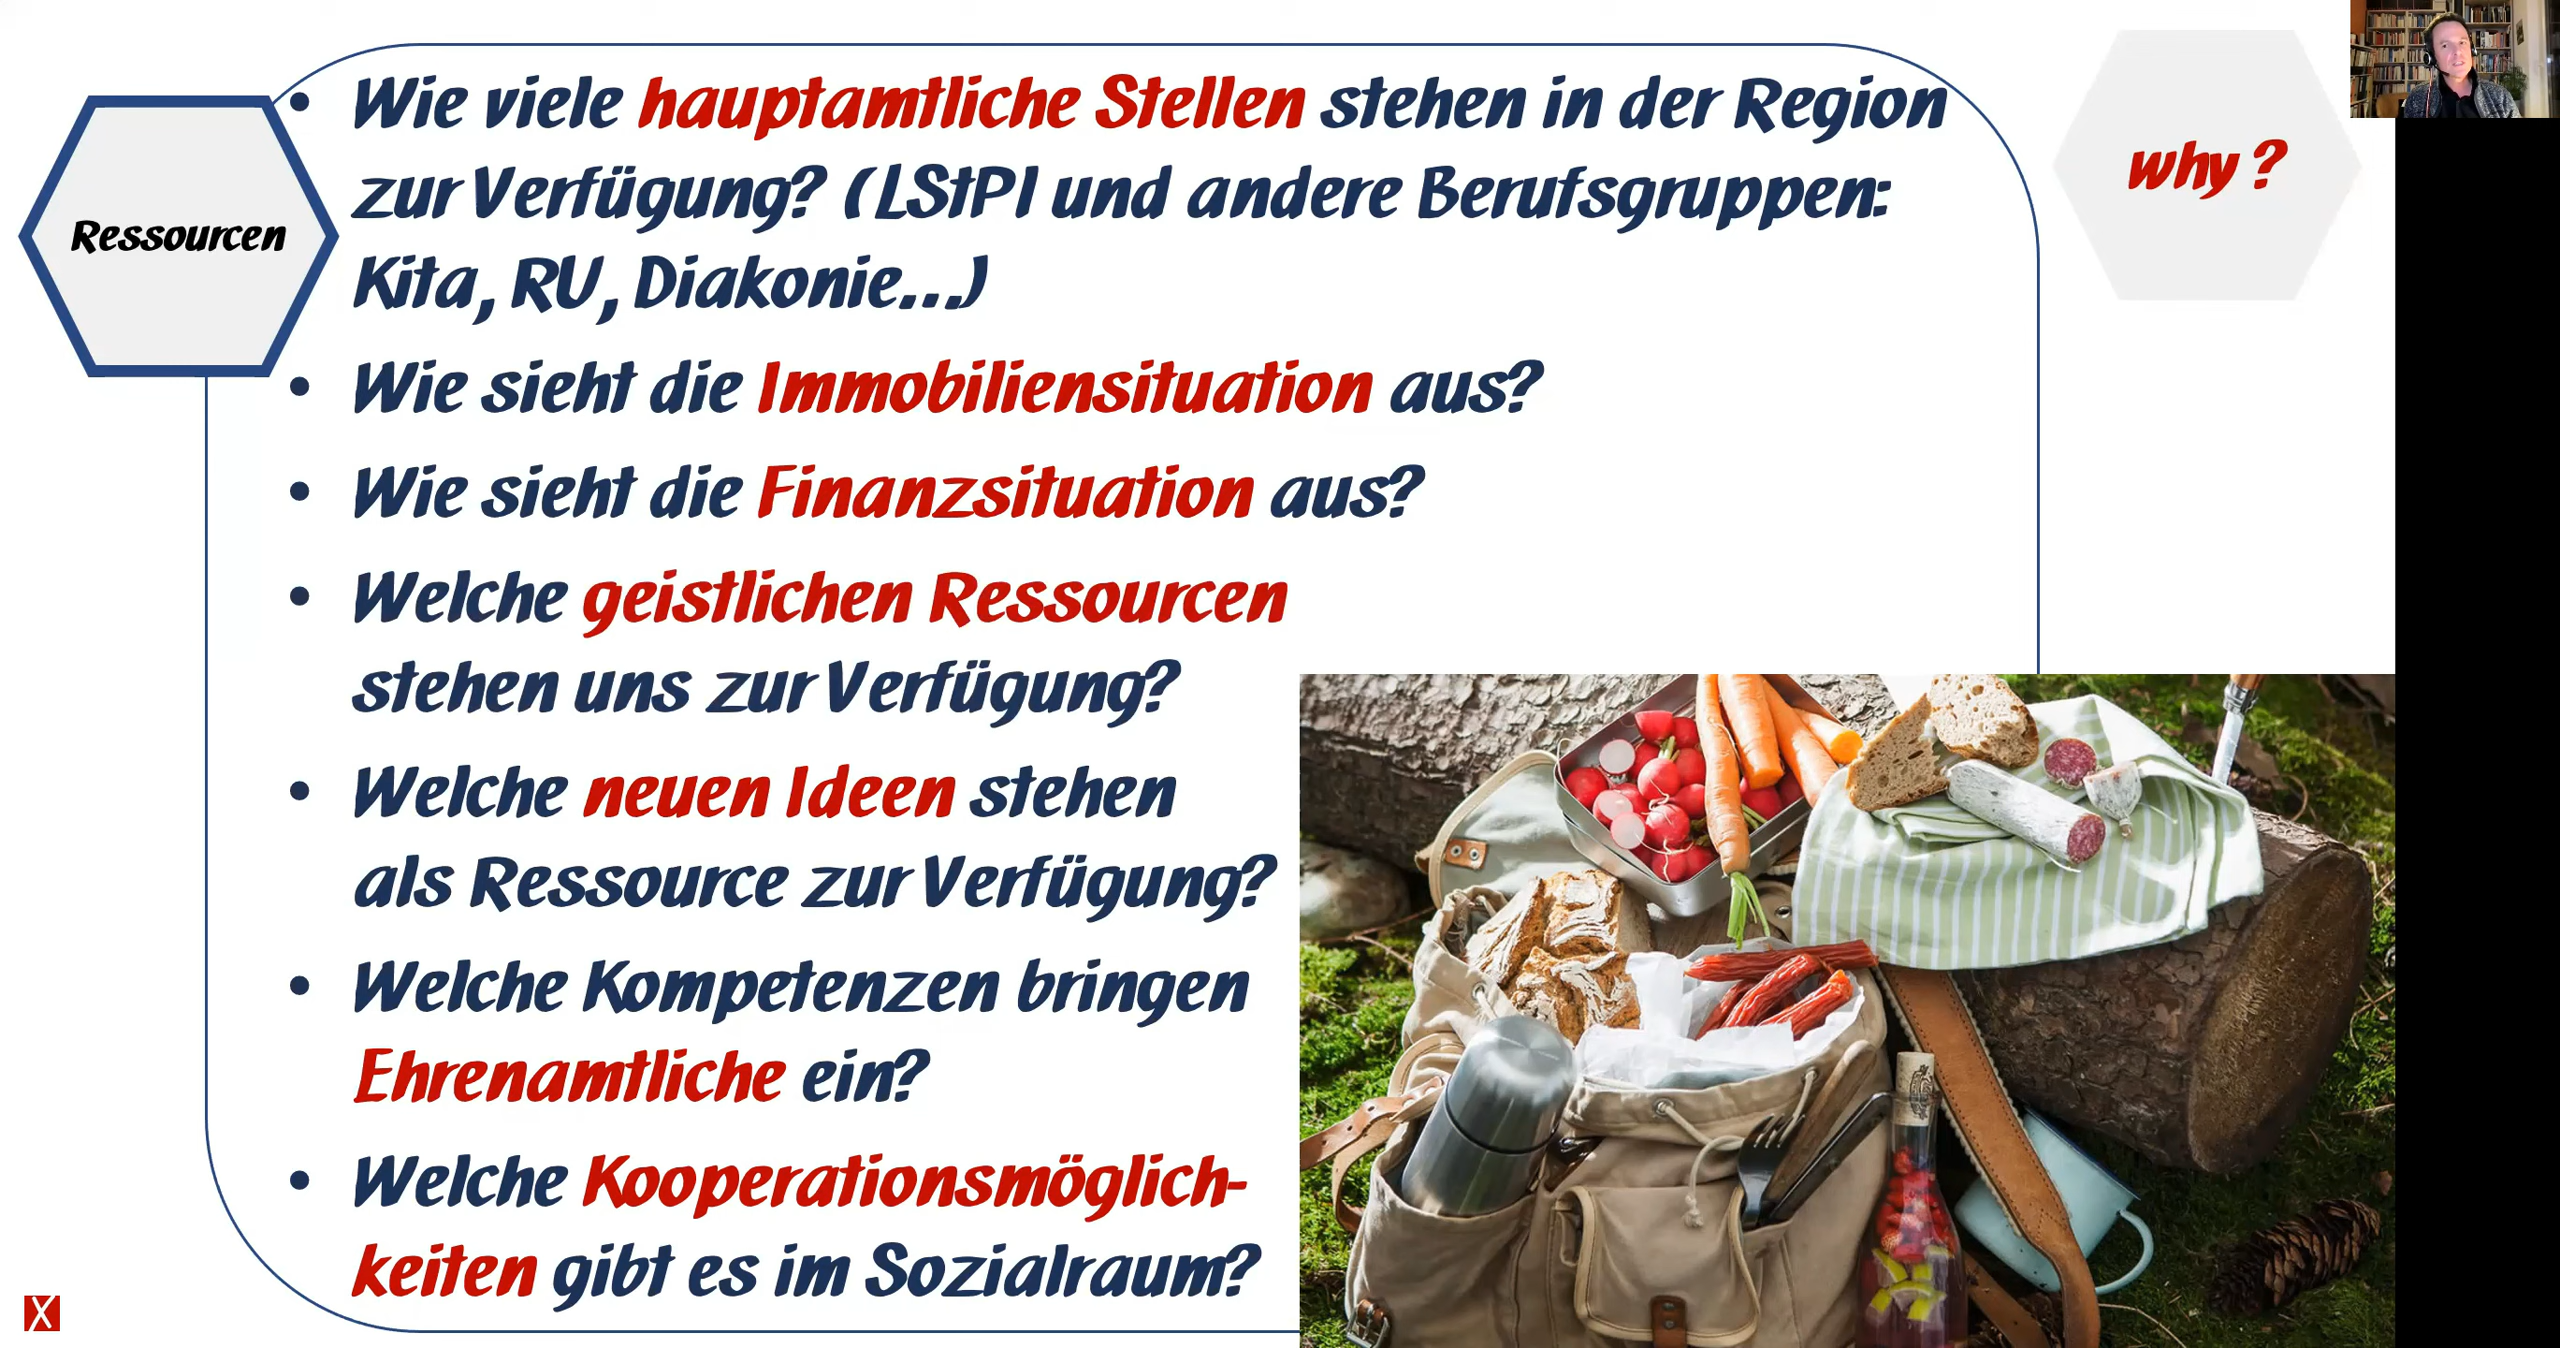 Ressourcen
• Wie viele hauptamtliche Stellen stehen in der Region
zur Verfügung? (LStPl und andere Berufsgruppen:
Kita, RU, Diakonie...)
• Wie sieht die Immobiliensituation aus?
• Wie sieht die Finanzsituation aus?
• Welche geistlichen Ressourcen
stehen uns zur Verfügung?
• Welche neuen Ideen stehen
als Ressource zur Verfügung?
• Welche Kompetenzen bringen
Ehrenamtliche ein?
• Welche Kooperationsmöglich-
keiten gibt es im Sozialraum?
why ?
X